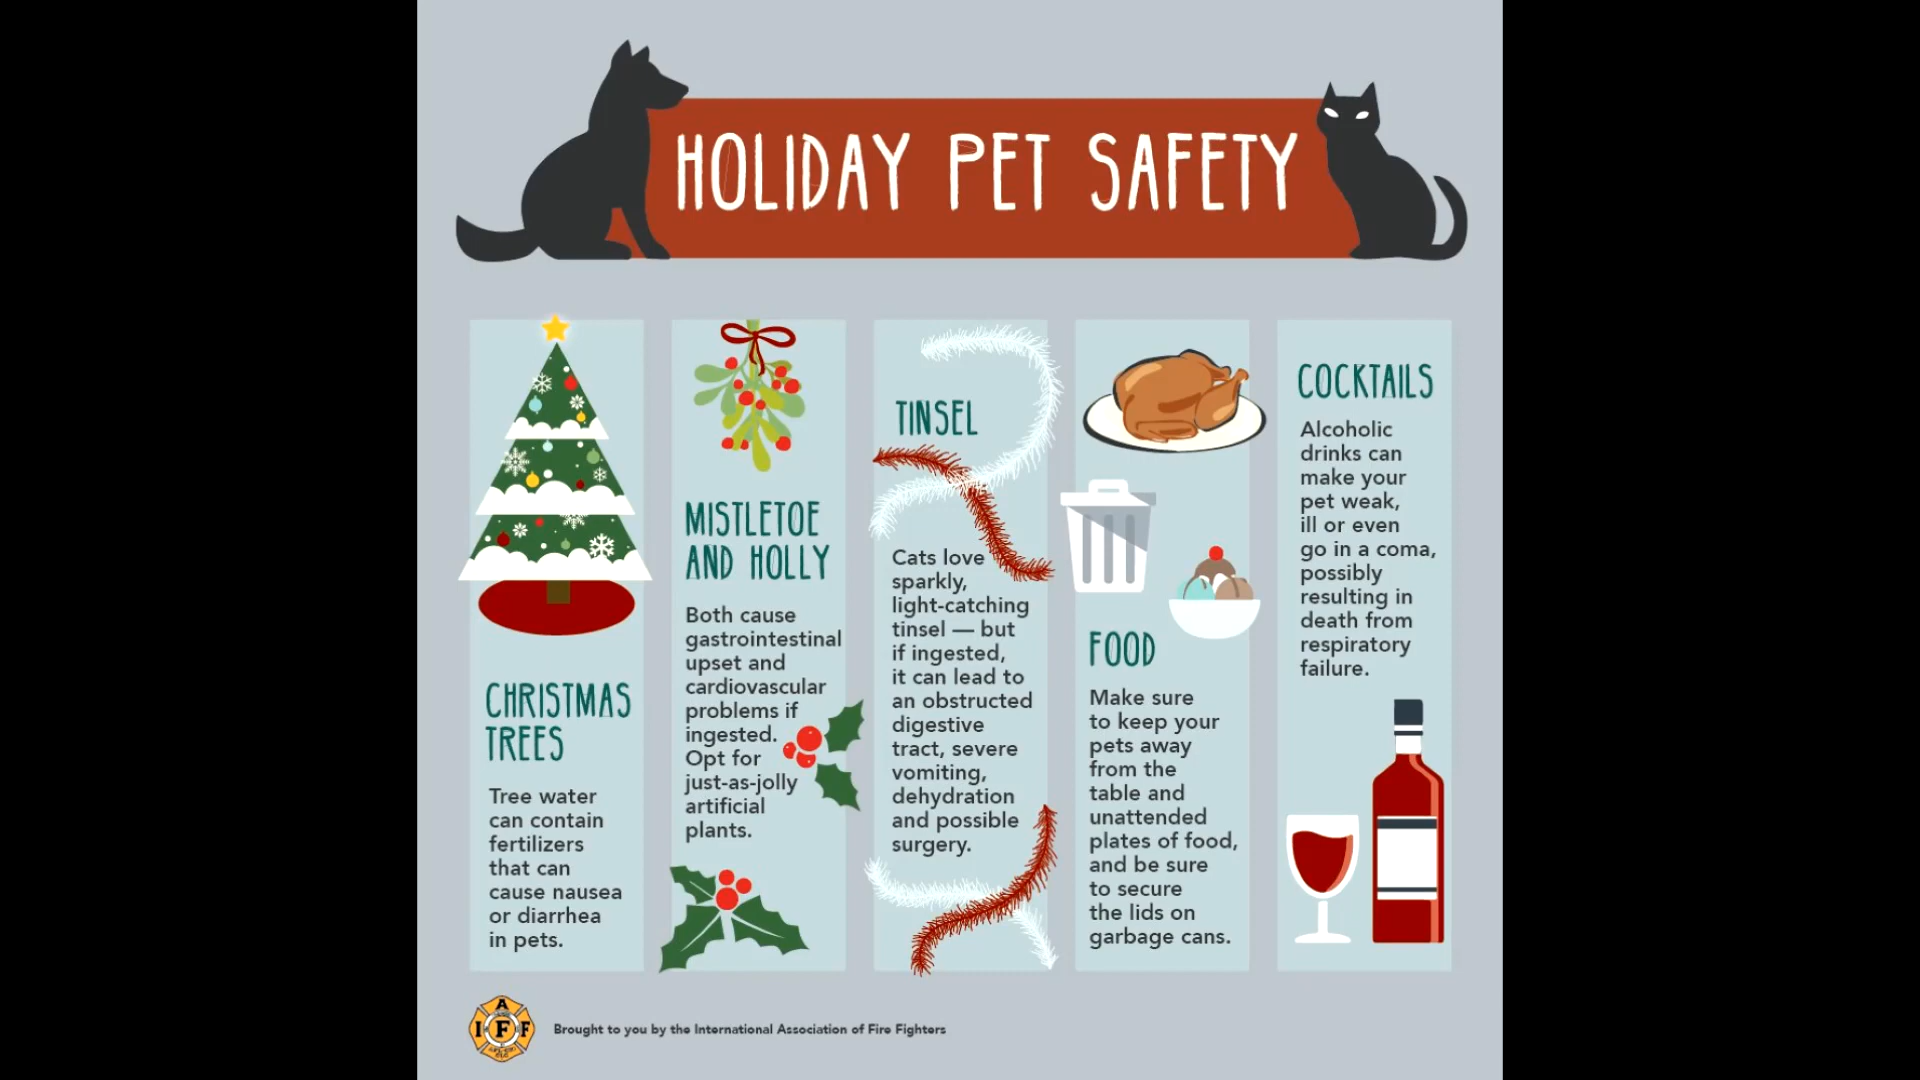 HOLIDAY PET SAFETY
CHRISTMAS
TREES
Tree water
can contain
fertilizers
that can
cause nausea
or diarrhea
in pets.
MISTLETOE
AND HOLLY
Both cause
gastrointestinal
upset and
cardiovascular
problems if
ingested.
Opt for
just-as-jolly
artificial
plants.
TINSEL
Cats love
sparkly,
light-catching
tinsel — but
if ingested,
it can lead to
an obstructed
digestive
tract, severe
vomiting,
dehydration
and possible
surgery.
FOOD
Make sure
to keep your
pets away
from the
table and
unattended
plates of food,
and be sure
to secure
the lids on
garbage cans.
COCKTAILS
Alcoholic
drinks can
make your
pet weak,
ill or even
go in a coma,
possibly
resulting in
death from
respiratory
failure.
A
I F F
Brought to you by the International Association of Fire Fighters